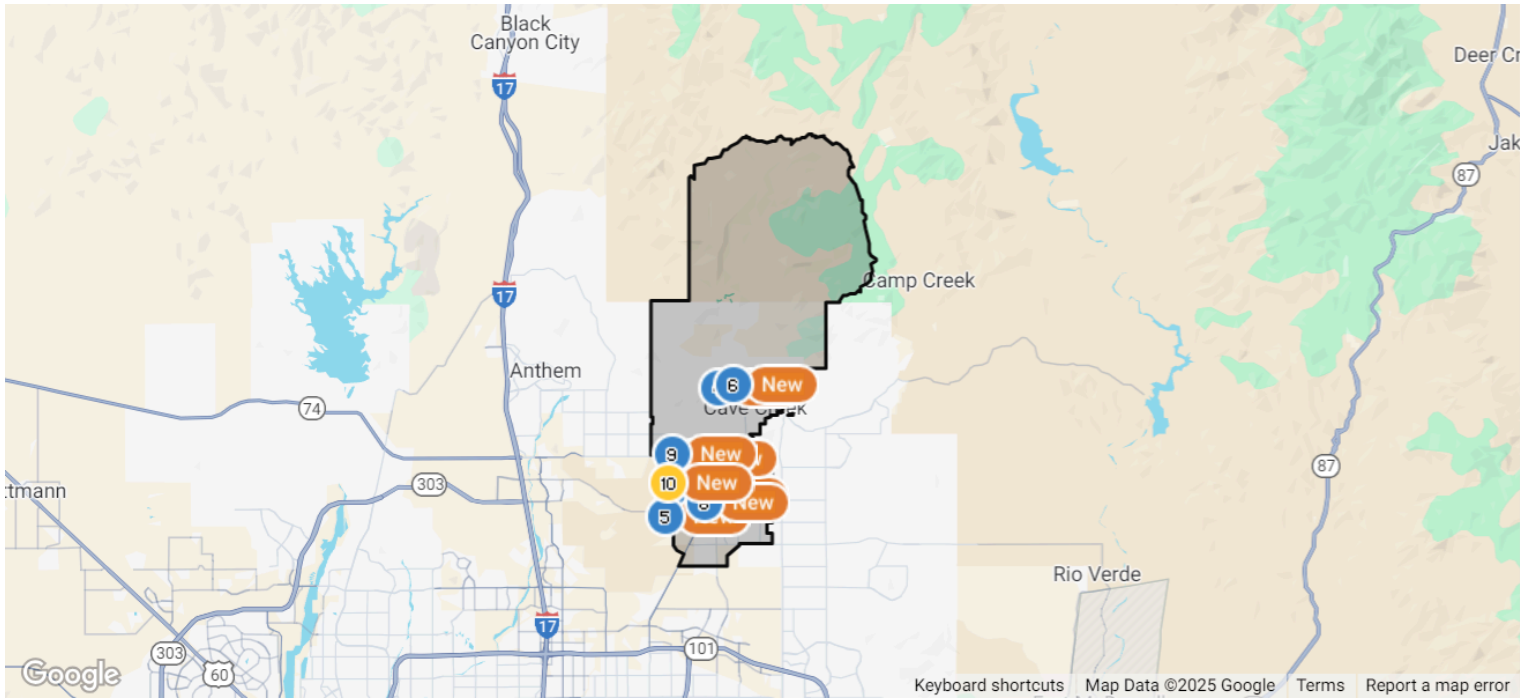 Black
Canyon City
Deer Cr
17
Jak
87
Camp Creek
17
Anthem
6
New
74
Cave Creek
9
New
87
303
10
New
ttmann
6
New
5
New
Rio Verde
17
101
303
60
Google
Keyboard shortcuts
Map Data ©2025 Google
Terms
Report a map error